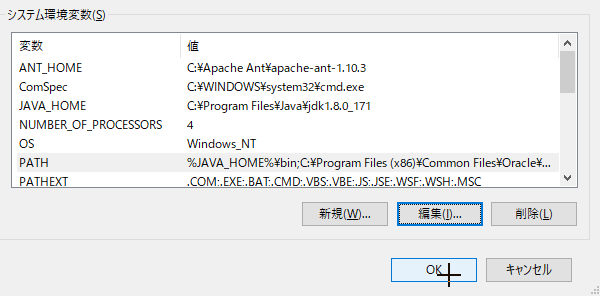 システム環境変数(S)
変数 値
ANT_HOME C:¥Apache Ant¥apache-ant-1.10.3
ComSpec C:¥WINDOWS¥system32¥cmd.exe
JAVA_HOME C:¥Program Files¥Java¥jdk1.8.0_171
NUMBER_OF_PROCESSORS 4
OS Windows_NT
PATH %JAVA_HOME%¥bin;C:¥Program Files (x86)¥Common Files¥Oracle¥...
PATHEXT .COM;.EXE;.BAT;.CMD;.VBS;.VBE;.JS;.JSE;.WSF;.WSH;.MSC
新規(W)... 編集(I)... 削除(L)
OK キャンセル